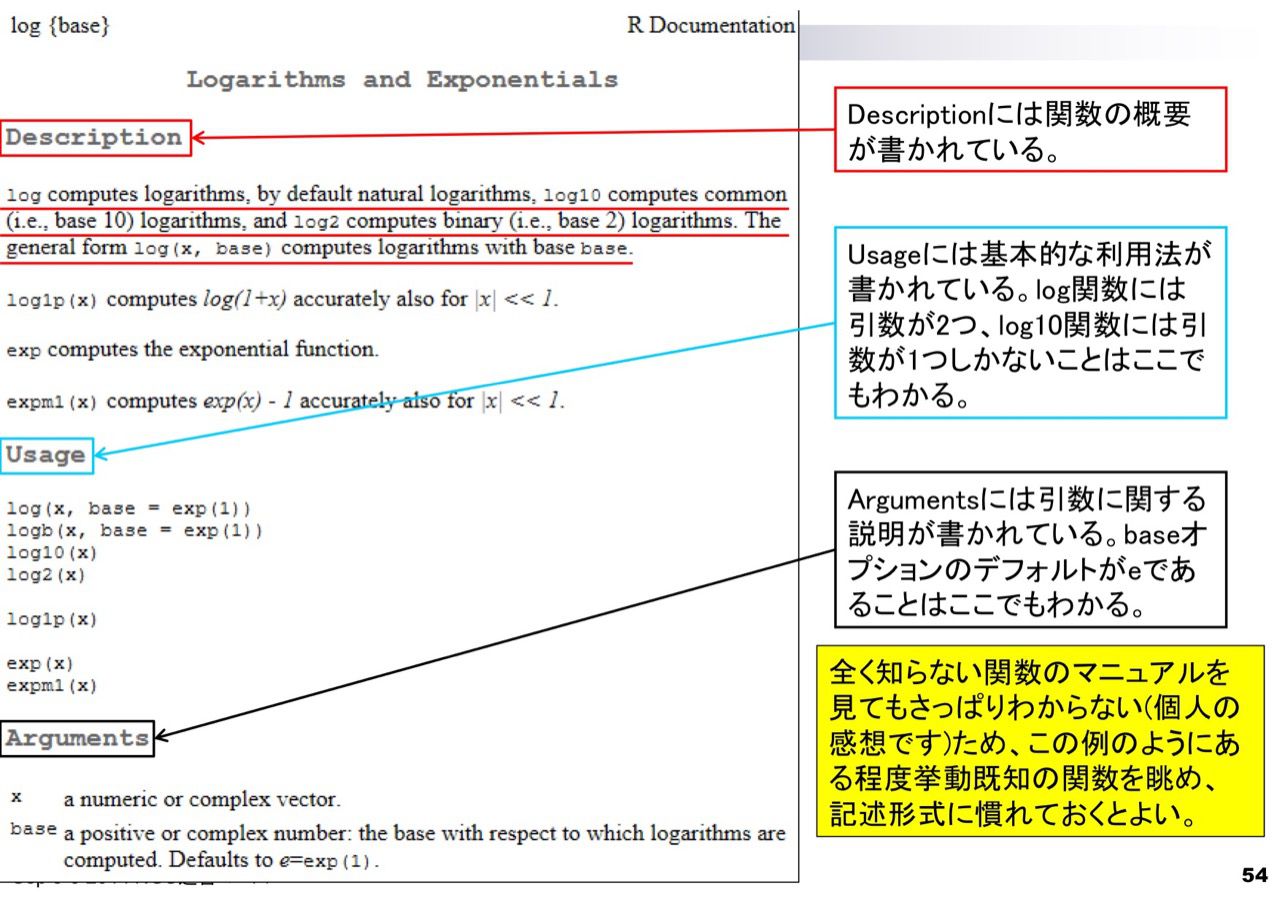 log {base}
R Documentation
Logarithms and Exponentials
Description
log computes logarithms, by default natural logarithms, log10 computes common
(i.e., base 10) logarithms, and log2 computes binary (i.e., base 2) logarithms. The
general form log(x, base) computes logarithms with base base.
log1p(x) computes log(1+x) accurately also for |x| << 1.
exp computes the exponential function.
expm1(x) computes exp(x) - 1 accurately also for |x| << 1.
Usage
log(x, base = exp(1))
logb(x, base = exp(1))
log10(x)
log2(x)
log1p(x)
exp(x)
expm1(x)
Arguments
x a numeric or complex vector.
base a positive or complex number: the base with respect to which logarithms are
computed. Defaults to e=exp(1).
Descriptionには関数の概要
が書かれている。
Usageには基本的な利用法が
書かれている。log関数には
引数が2つ、log10関数には引
数が1つしかないことはここで
もわかる。
Argumentsには引数に関する
説明が書かれている。baseオ
プションのデフォルトがeであ
ることはここでもわかる。
全く知らない関数のマニュアルを
見てもさっぱりわからない(個人の
感想です)ため、この例のようにあ
る程度挙動既知の関数を眺め、
記述形式に慣れておくとよい。
54